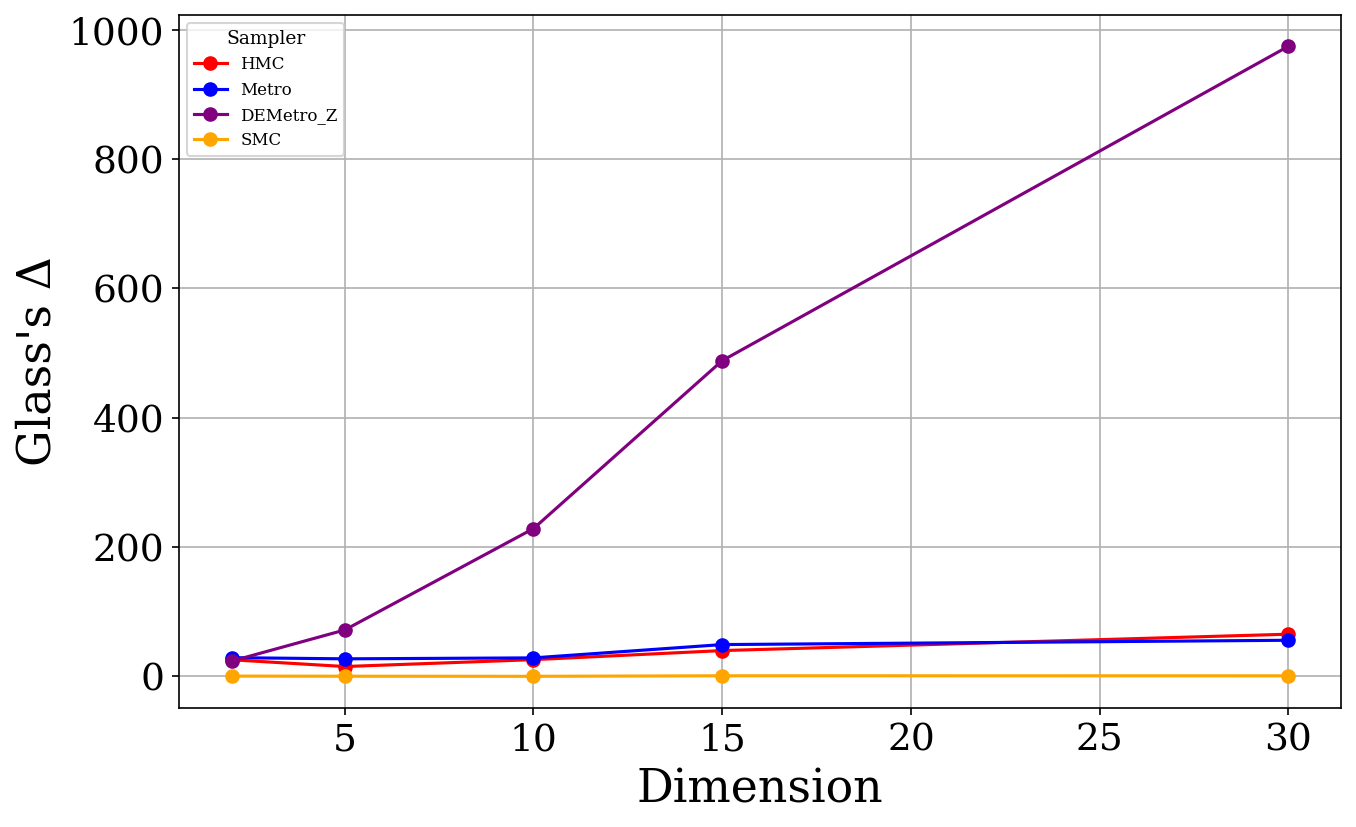 Glass's Δ
1000
800
600
400
200
0
Sampler
HMC
Metro
DEMetro_Z
SMC
5 10 15 20 25 30
Dimension